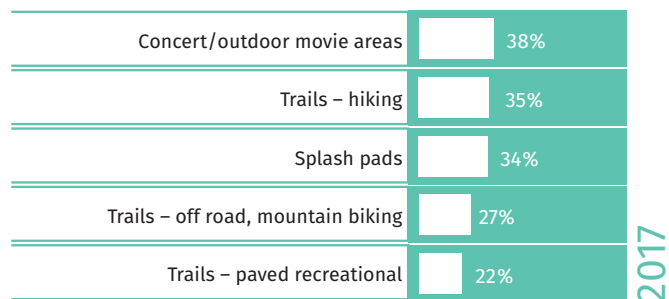 Concert/outdoor movie areas 38%
Trails – hiking 35%
Splash pads 34%
Trails – off road, mountain biking 27%
Trails – paved recreational 22%
2017